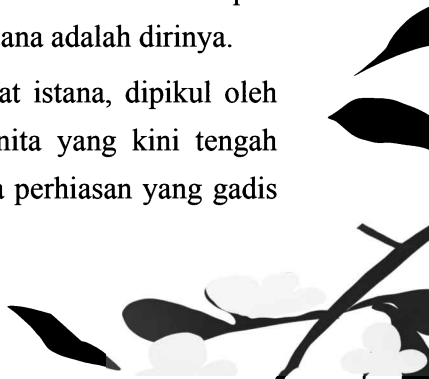 ana adalah dirinya.
at istana, dipikul oleh
nita yang kini tengah
perhiasan yang gadis